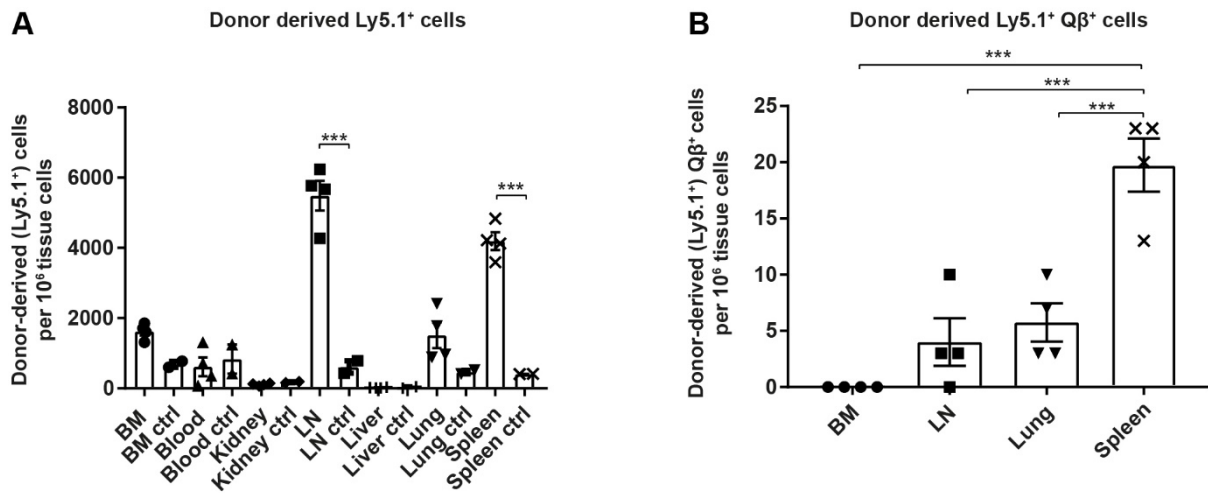 A
Donor derived Ly5.1⁺ cells
Donor-derived (Ly5.1⁺) cells
per 10⁶ tissue cells
8000
6000
4000
2000
0
***
***
BM
BM ctrl
Blood
Blood ctrl
Kidney
Kidney ctrl
LN
LN ctrl
Liver
Liver ctrl
Lung
Lung ctrl
Spleen
Spleen ctrl
B
Donor derived Ly5.1⁺ Qβ⁺ cells
Donor-derived (Ly5.1⁺) Qβ⁺ cells
per 10⁶ tissue cells
25
20
15
10
5
0
***
***
***
BM
LN
Lung
Spleen